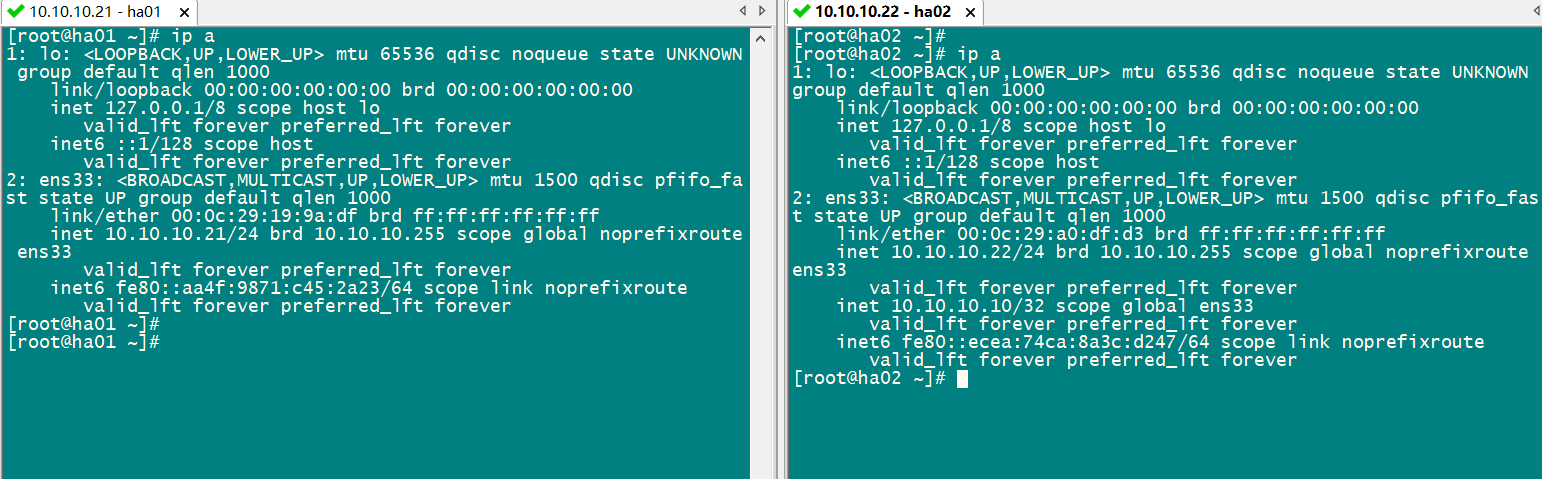 10.10.10.21 - ha01 ×
[root@ha01 ~]# ip a
1: lo: <LOOPBACK,UP,LOWER_UP> mtu 65536 qdisc noqueue state UNKNOWN
group default qlen 1000
link/loopback 00:00:00:00:00:00 brd 00:00:00:00:00:00
inet 127.0.0.1/8 scope host lo
valid_lft forever preferred_lft forever
inet6 ::1/128 scope host
valid_lft forever preferred_lft forever
2: ens33: <BROADCAST,MULTICAST,UP,LOWER_UP> mtu 1500 qdisc pfifo_fa
st state UP group default qlen 1000
link/ether 00:0c:29:19:9a:df brd ff:ff:ff:ff:ff:ff
inet 10.10.10.21/24 brd 10.10.10.255 scope global noprefixroute
ens33
valid_lft forever preferred_lft forever
inet6 fe80::aa4f:9871:c45:2a23/64 scope link noprefixroute
valid_lft forever preferred_lft forever
[root@ha01 ~]#
[root@ha01 ~]#
10.10.10.22 - ha02 ×
[root@ha02 ~]#
[root@ha02 ~]# ip a
1: lo: <LOOPBACK,UP,LOWER_UP> mtu 65536 qdisc noqueue state UNKNOWN
group default qlen 1000
link/loopback 00:00:00:00:00:00 brd 00:00:00:00:00:00
inet 127.0.0.1/8 scope host lo
valid_lft forever preferred_lft forever
inet6 ::1/128 scope host
valid_lft forever preferred_lft forever
2: ens33: <BROADCAST,MULTICAST,UP,LOWER_UP> mtu 1500 qdisc pfifo_fas
t state UP group default qlen 1000
link/ether 00:0c:29:a0:df:d3 brd ff:ff:ff:ff:ff:ff
inet 10.10.10.22/24 brd 10.10.10.255 scope global noprefixroute
ens33
valid_lft forever preferred_lft forever
inet 10.10.10.10/32 scope global ens33
valid_lft forever preferred_lft forever
inet6 fe80::ecea:74ca:8a3c:d247/64 scope link noprefixroute
valid_lft forever preferred_lft forever
[root@ha02 ~]#